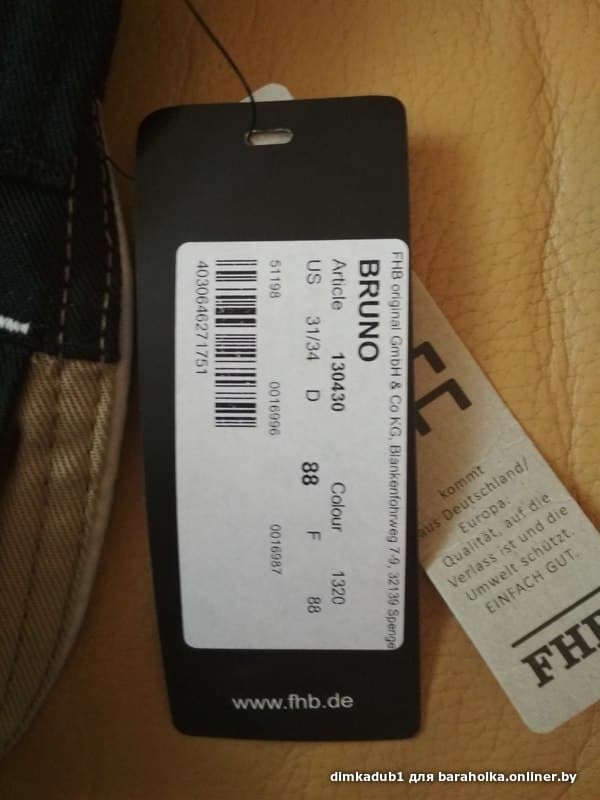 FHB original GmbH & Co KG, Blankenfohrweg 7-9, 32139 Spenge
BRUNO
Article 130430 Colour 1320
US 31/34 D 88 F 88
51198 0016996 0016987
4030646271751
www.fhb.de
kommt
aus Deutschland/
Europa:
Qualität, auf die
Verlass ist und die
Umwelt schützt.
EINFACH GUT.
FHB
dimkadub1 для baraholka.onliner.by